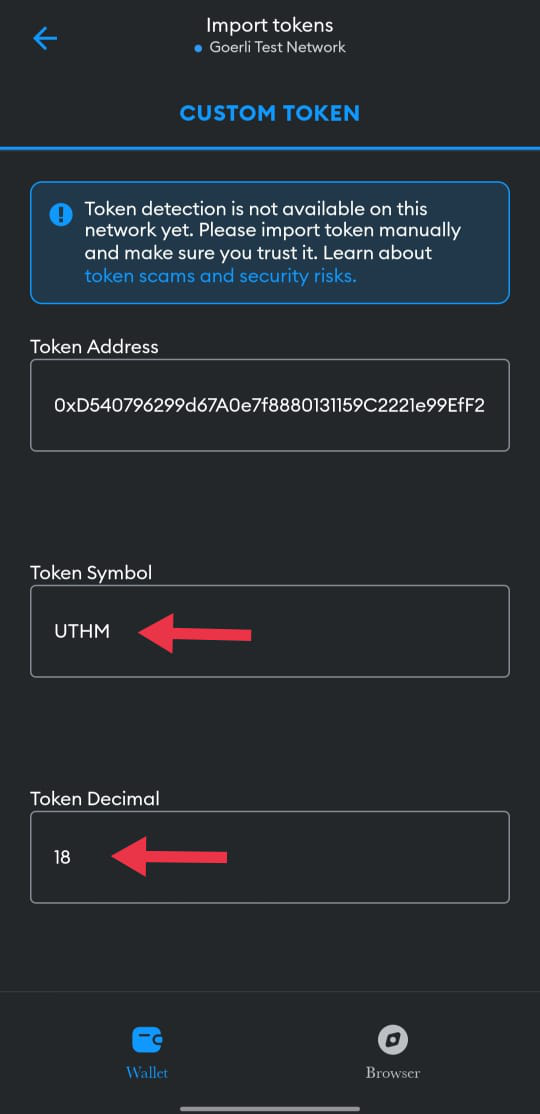 Import tokens
Goerli Test Network
CUSTOM TOKEN
Token detection is not available on this
network yet. Please import token manually
and make sure you trust it. Learn about
token scams and security risks.
Token Address
0xD540796299d67A0e7f8880131159C2221e99EfF2
Token Symbol
UTHM
Token Decimal
18
Wallet
Browser